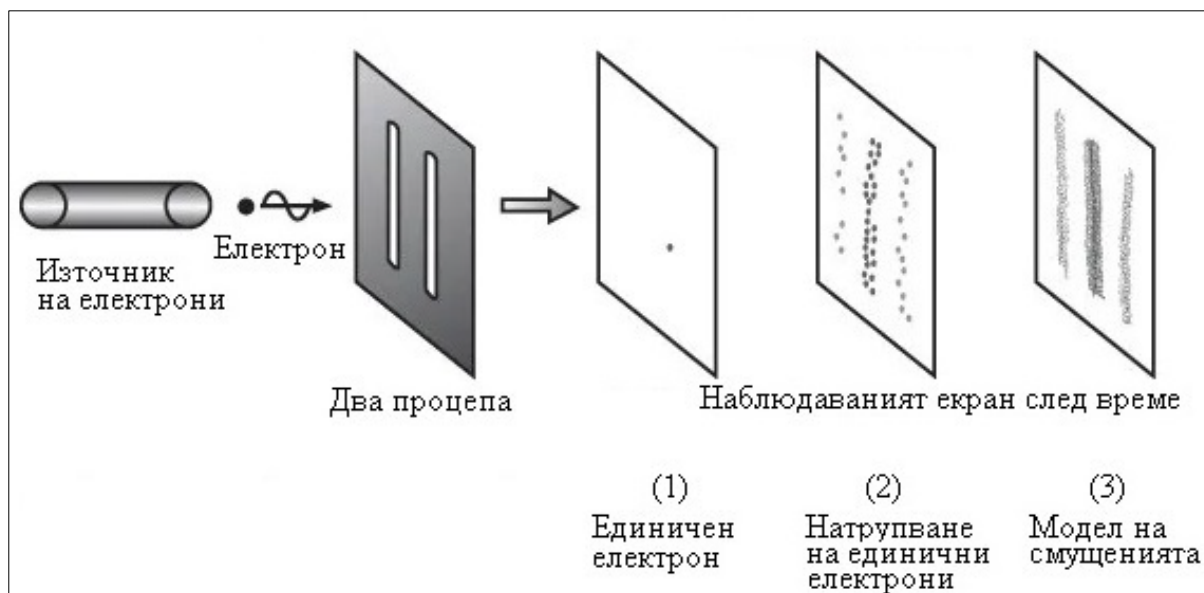 Източник
на електрони
Електрон
Два процепа
Наблюдаваният екран след време
(1)
Единичен
електрон
(2)
Натрупване
на единични
електрони
(3)
Модел на
смущенията